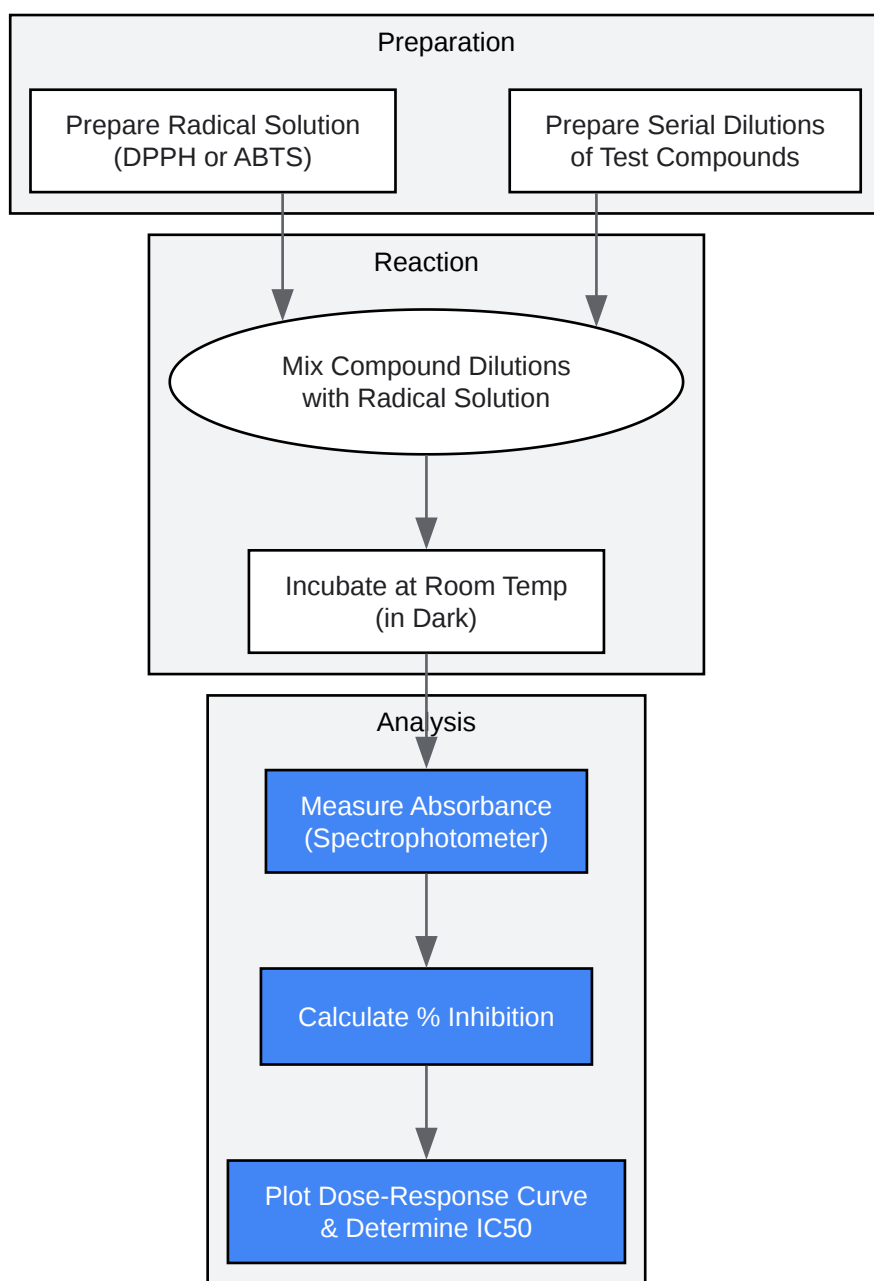 Preparation
Prepare Radical Solution
(DPPH or ABTS)
Prepare Serial Dilutions
of Test Compounds
Reaction
Mix Compound Dilutions
with Radical Solution
Incubate at Room Temp
(in Dark)
Analysis
Measure Absorbance
(Spectrophotometer)
Calculate % Inhibition
Plot Dose-Response Curve
& Determine IC50